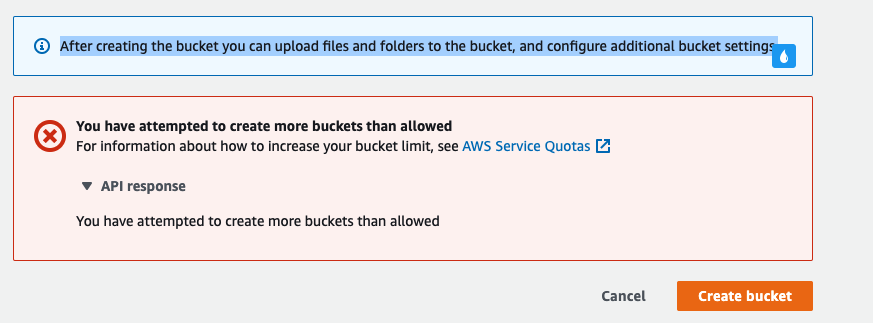 After creating the bucket you can upload files and folders to the bucket, and configure additional bucket settings.
You have attempted to create more buckets than allowed
For information about how to increase your bucket limit, see AWS Service Quotas
API response
You have attempted to create more buckets than allowed
Cancel
Create bucket